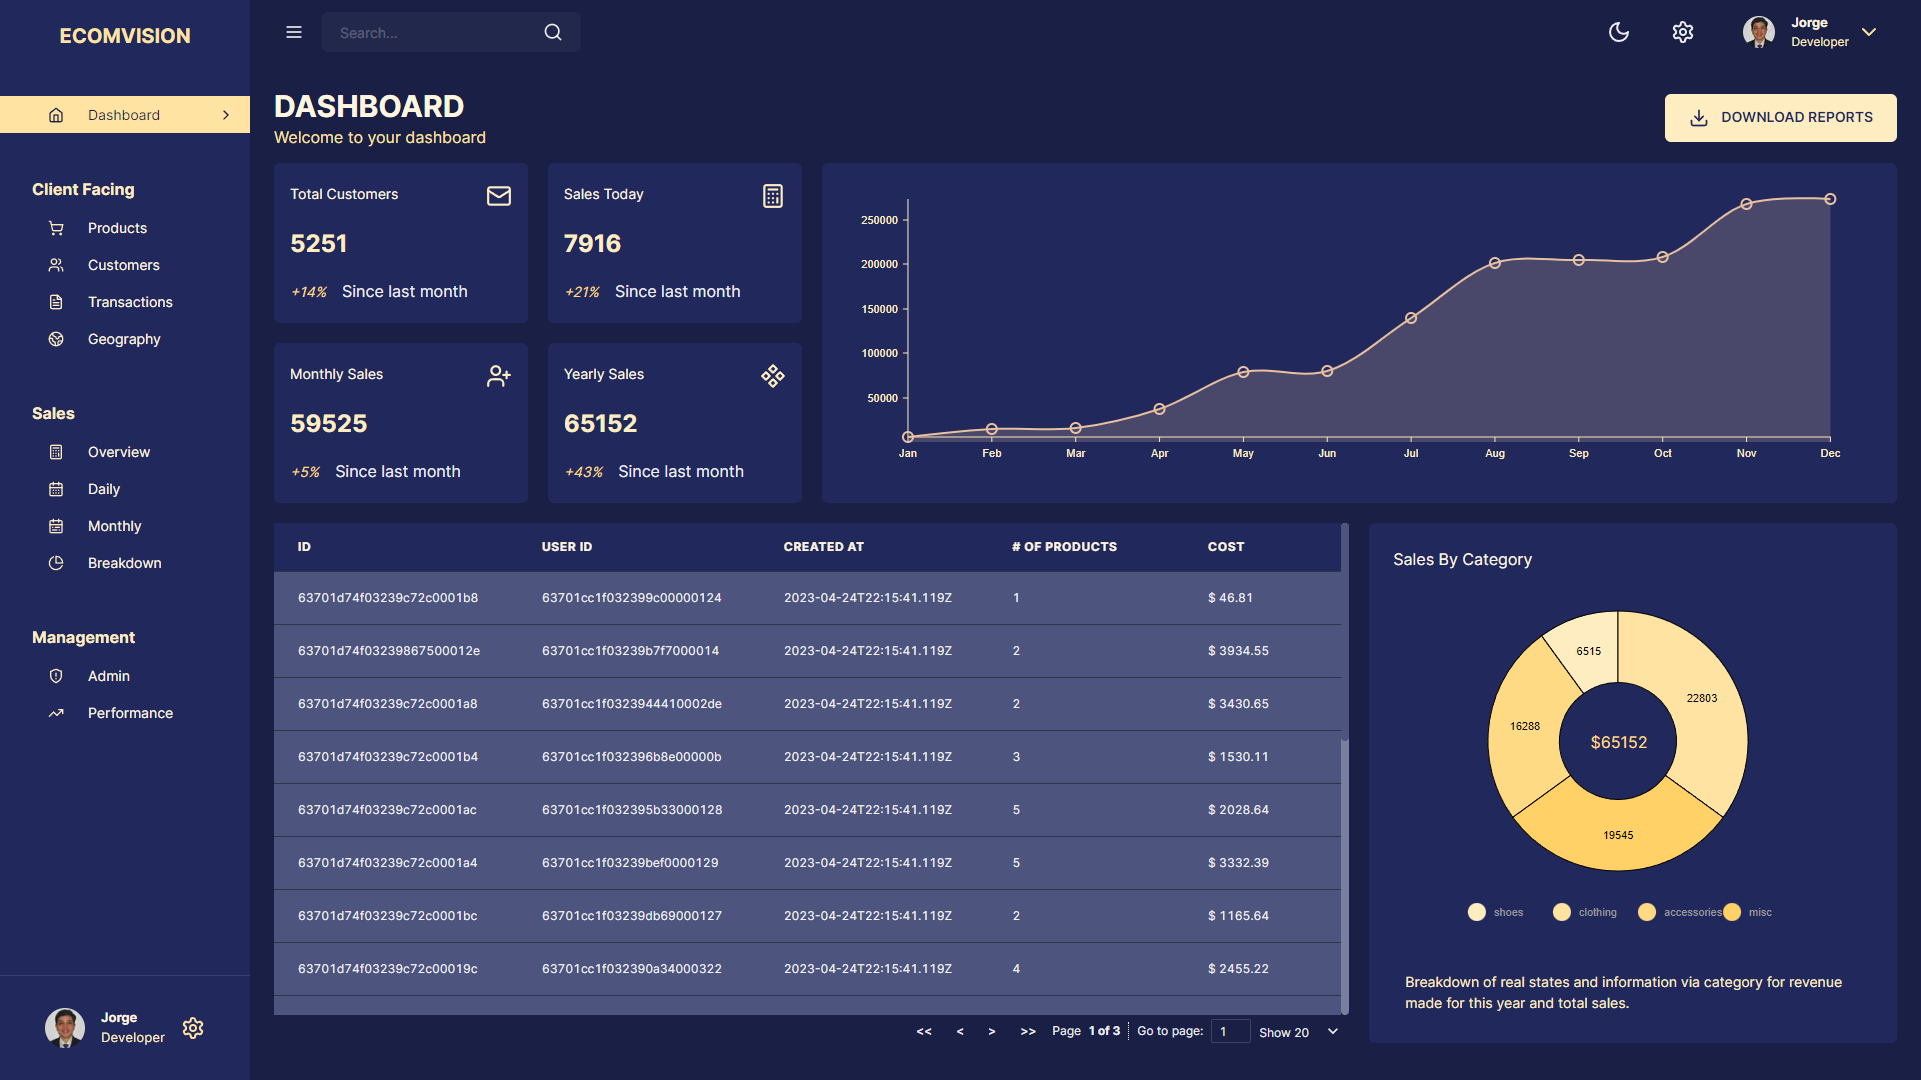 ECOMVISION
Search...
Jorge
Developer
Dashboard
Client Facing
Products
Customers
Transactions
Geography
Sales
Overview
Daily
Monthly
Breakdown
Management
Admin
Performance
Jorge
Developer
DASHBOARD
Welcome to your dashboard
DOWNLOAD REPORTS
Total Customers
5251
+14% Since last month
Sales Today
7916
+21% Since last month
Monthly Sales
59525
+5% Since last month
Yearly Sales
65152
+43% Since last month
250000
200000
150000
100000
50000
Jan Feb Mar Apr May Jun Jul Aug Sep Oct Nov Dec
ID USER ID CREATED AT # OF PRODUCTS COST
63701d74f03239c72c0001b8 63701cc1f032399c00000124 2023-04-24T22:15:41.119Z 1 $ 46.81
63701d74f03239867500012e 63701cc1f03239b7f7000014 2023-04-24T22:15:41.119Z 2 $ 3934.55
63701d74f03239c72c0001a8 63701cc1f0323944410002de 2023-04-24T22:15:41.119Z 2 $ 3430.65
63701d74f03239c72c0001b4 63701cc1f032396b8e00000b 2023-04-24T22:15:41.119Z 3 $ 1530.11
63701d74f03239c72c0001ac 63701cc1f032395b33000128 2023-04-24T22:15:41.119Z 5 $ 2028.64
63701d74f03239c72c0001a4 63701cc1f03239bef0000129 2023-04-24T22:15:41.119Z 5 $ 3332.39
63701d74f03239c72c0001bc 63701cc1f03239db69000127 2023-04-24T22:15:41.119Z 2 $ 1165.64
63701d74f03239c72c00019c 63701cc1f032390a34000322 2023-04-24T22:15:41.119Z 4 $ 2455.22
<< < > >> Page 1 of 3 Go to page: 1 Show 20
Sales By Category
6515
22803
16288
$65152
19545
shoes clothing accessories misc
Breakdown of real states and information via category for revenue
made for this year and total sales.